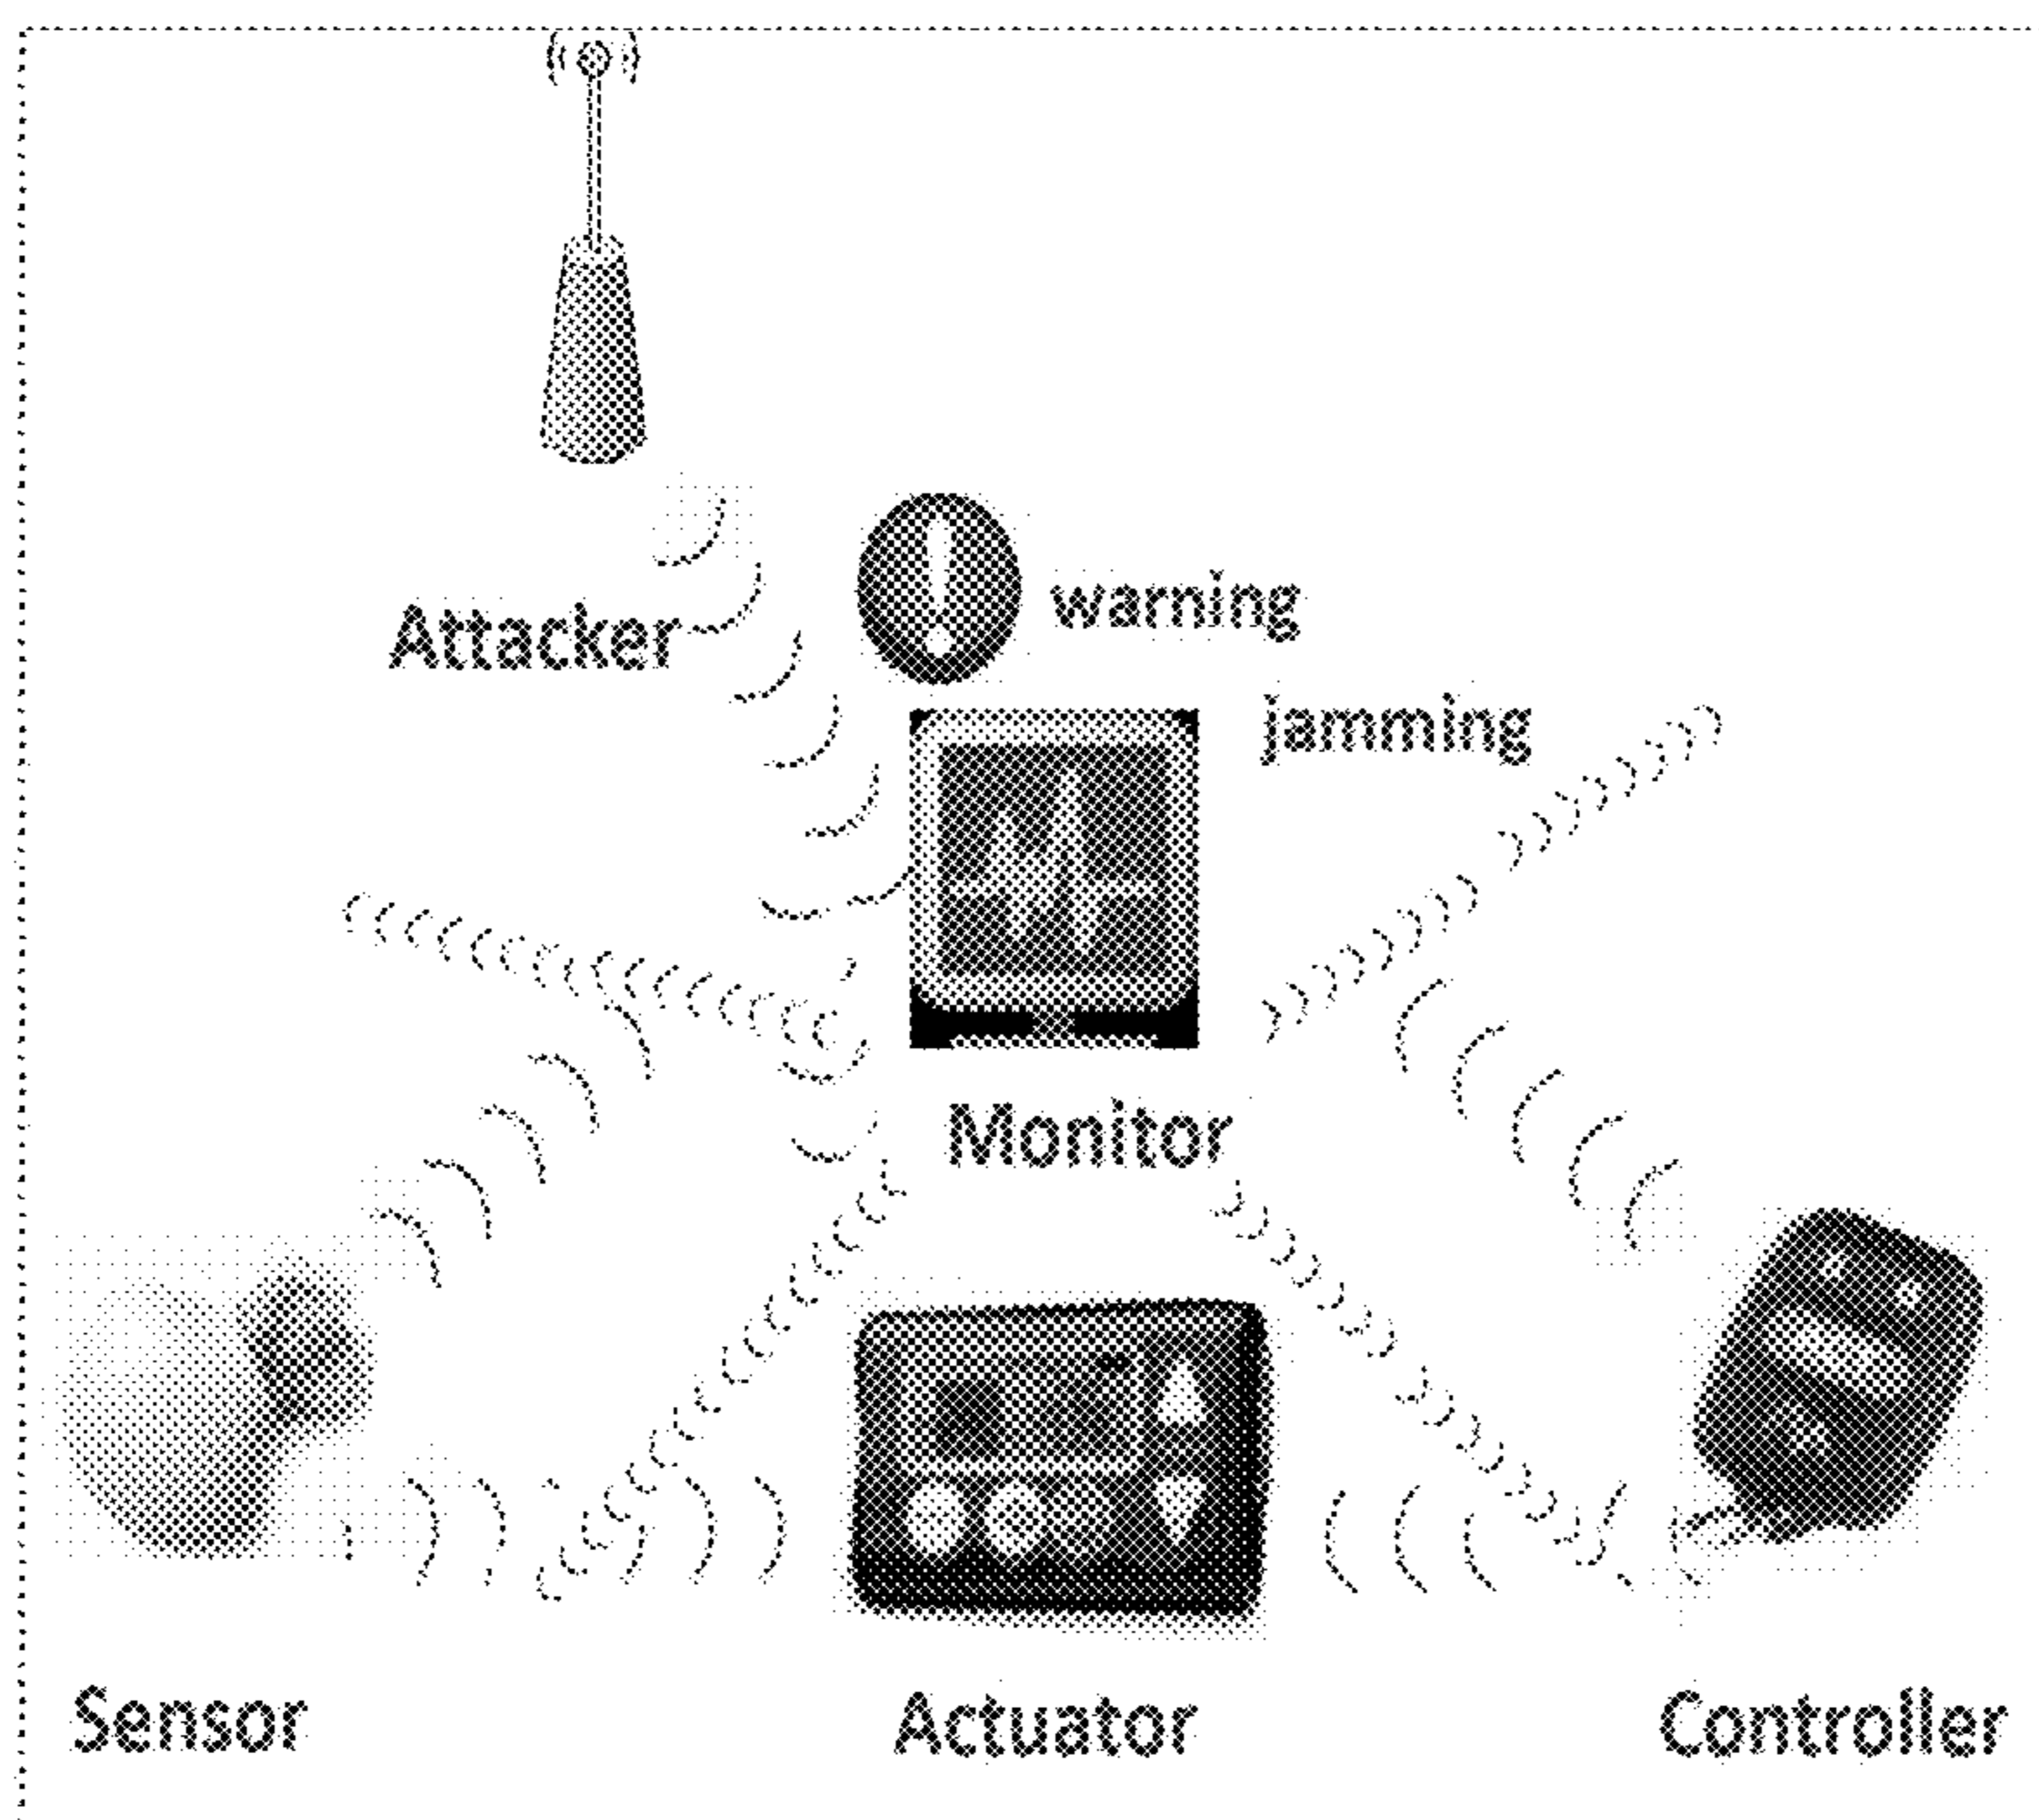 warning
Attacker
jamming
Monitor
Sensor
Actuator
Controller